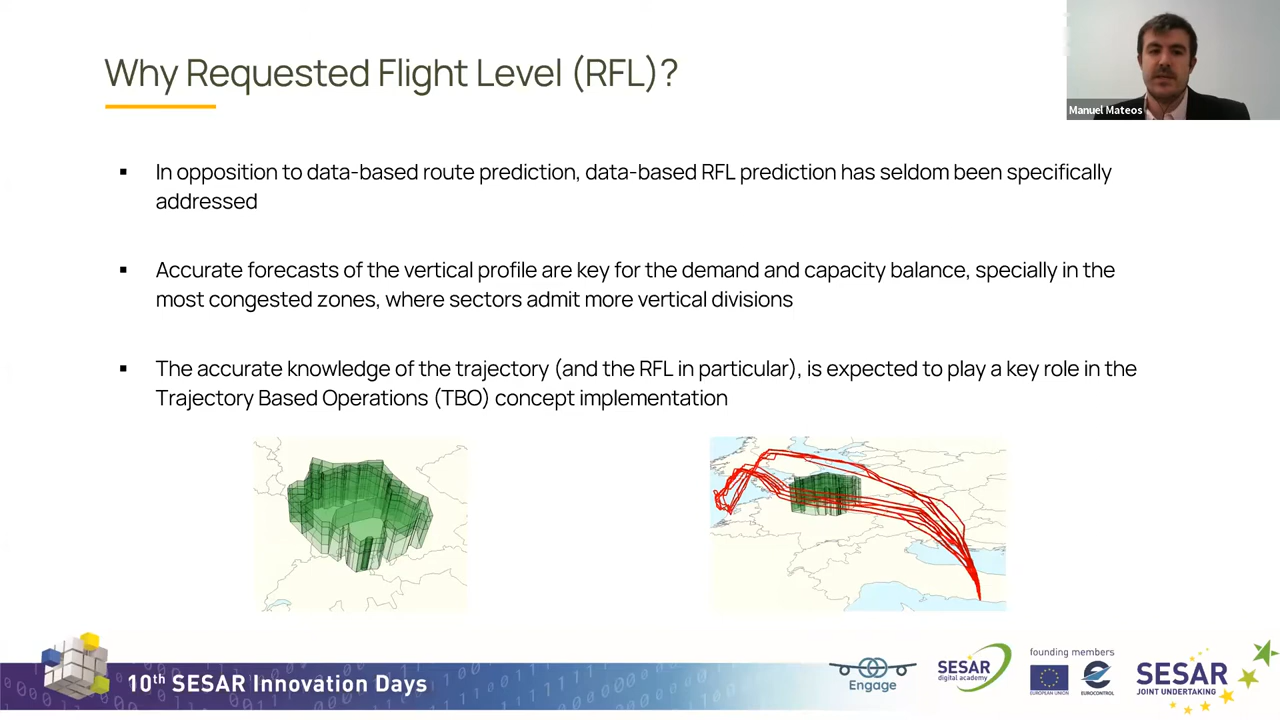 Why Requested Flight Level (RFL)?
Manuel Mateos
▪ In opposition to data-based route prediction, data-based RFL prediction has seldom been specifically
addressed
▪ Accurate forecasts of the vertical profile are key for the demand and capacity balance, specially in the
most congested zones, where sectors admit more vertical divisions
▪ The accurate knowledge of the trajectory (and the RFL in particular), is expected to play a key role in the
Trajectory Based Operations (TBO) concept implementation
10th SESAR Innovation Days
Engage
SESAR
digital academy
founding members
EUROPEAN UNION
EUROCONTROL
SESAR
JOINT UNDERTAKING